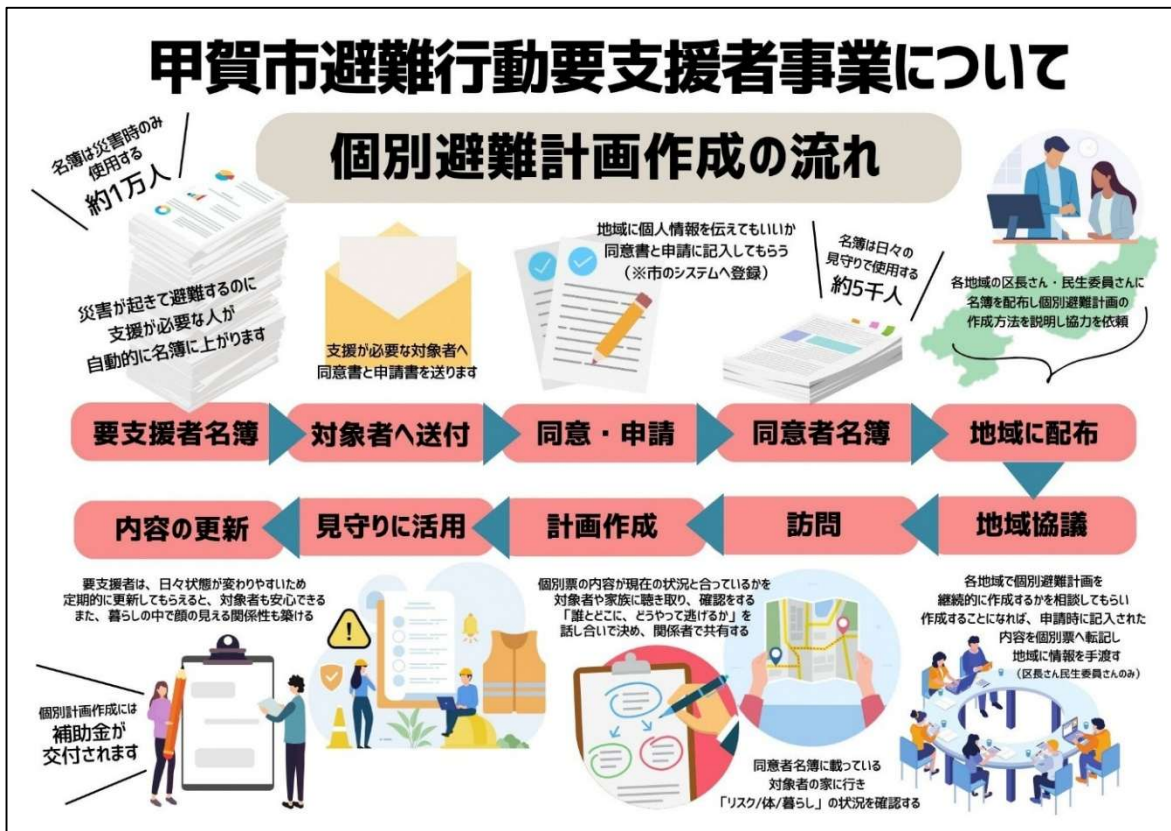 甲賀市避難行動要支援者事業について
個別避難計画作成の流れ
名簿は災害時のみ
使用する
約1万人
災害が起きて避難するのに
支援が必要な人が
自動的に名簿に上がります
支援が必要な対象者へ
同意書と申請書を送ります
地域に個人情報を伝えてもいいか
同意書と申請に記入してもらう
（※市のシステムへ登録）
名簿は日々の
見守りで使用する
約5千人
各地域の区長さん・民生委員さんに
名簿を配布し個別避難計画の
作成方法を説明し協力を依頼
要支援者名簿
対象者へ送付
同意・申請
同意者名簿
地域に配布
地域協議
訪問
計画作成
見守りに活用
内容の更新
各地域で個別避難計画を
継続的に作成するかを相談してもらい
作成することになれば、申請時に記入された
内容を個別票へ転記し
地域に情報を手渡す
（区長さん民生委員さんのみ）
同意者名簿に載っている
対象者の家に行き
「リスク/体/暮らし」の状況を確認する
個別票の内容が現在の状況と合っているかを
対象者や家族に聴き取り、確認をする
「誰とどこに、どうやって逃げるか」を
話し合いで決め、関係者で共有する
要支援者は、日々状態が変わりやすいため
定期的に更新してもらえると、対象者も安心できる
また、暮らしの中で顔の見える関係性も築ける
個別計画作成には
補助金が
交付されます